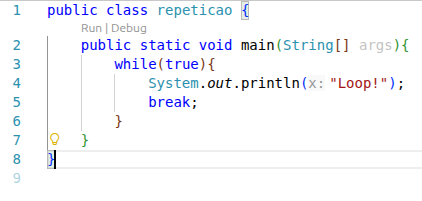 1 public class repeticao {
Run | Debug
2 public static void main(String[] args){
3 while(true){
4 System.out.println(x: "Loop!");
5 break;
6 }
7 }
8 }
9